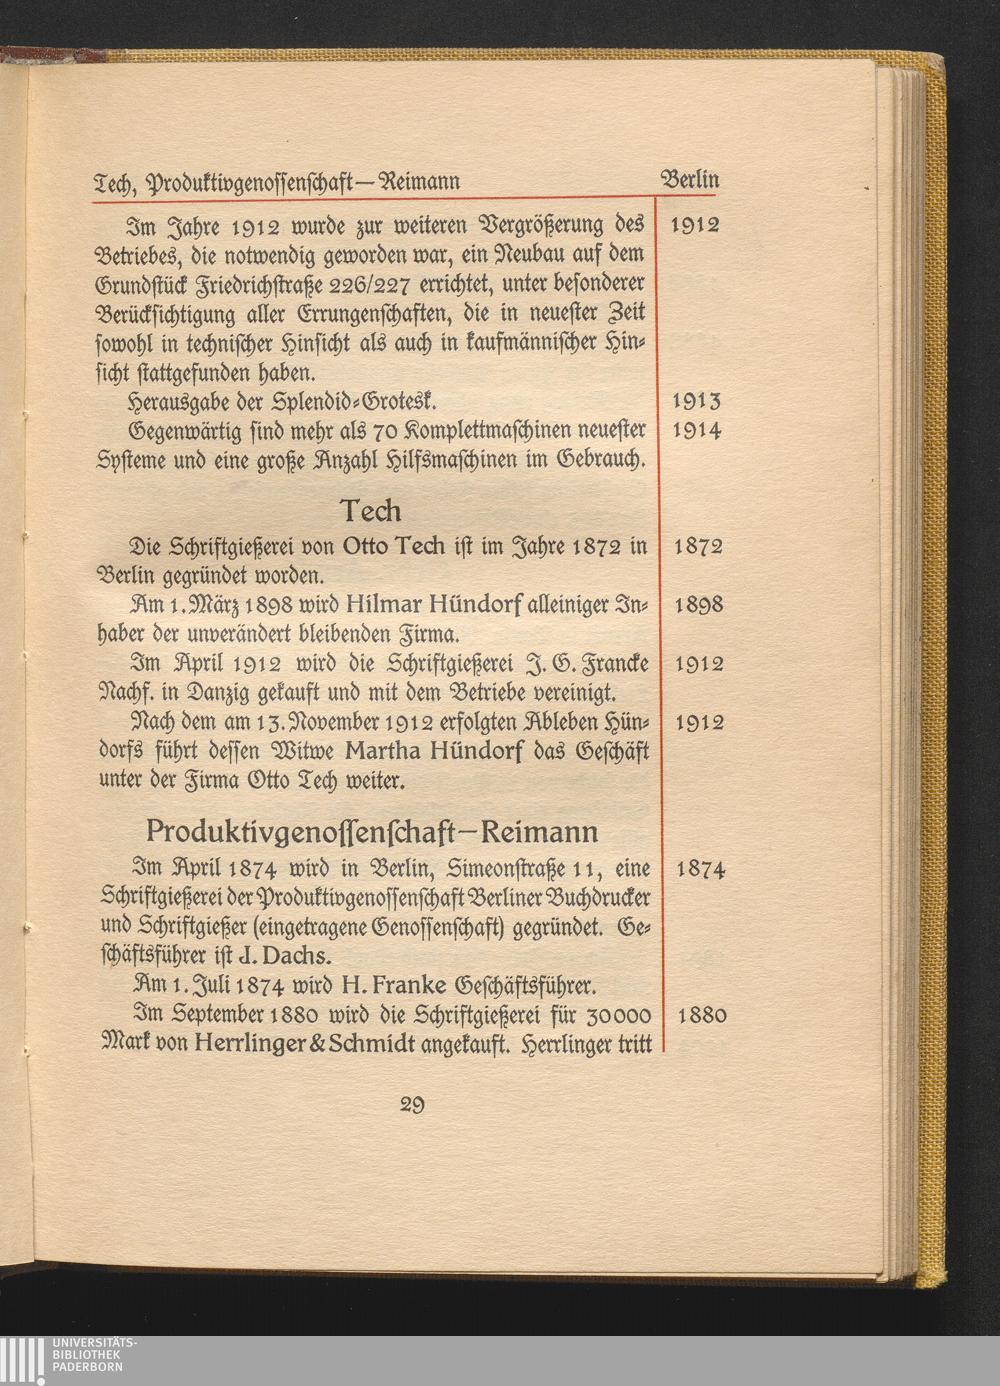 Tech, Produktivgenossenschaft — Reimann Berlin
Im Jahre 1912 wurde zur weiteren Vergrößerung des 1912
Betriebes, die notwendig geworden war, ein Neubau auf dem
Grundstück Friedrichstraße 226/227 errichtet, unter besonderer
Berücksichtigung aller Errungenschaften, die in neuester Zeit
sowohl in technischer Hinsicht als auch in kaufmännischer Hin-
sicht stattgefunden haben.
Herausgabe der Splendid-Grotesk. 1913
Gegenwärtig sind mehr als 70 Komplettmaschinen neuester 1914
Systeme und eine große Anzahl Hilfsmaschinen im Gebrauch.
Tech
Die Schriftgießerei von Otto Tech ist im Jahre 1872 in 1872
Berlin gegründet worden.
Am 1. März 1898 wird Hilmar Hündorf alleiniger In- 1898
haber der unverändert bleibenden Firma.
Im April 1912 wird die Schriftgießerei J. G. Francke 1912
Nachf. in Danzig gekauft und mit dem Betriebe vereinigt.
Nach dem am 13. November 1912 erfolgten Ableben Hün- 1912
dorfs führt dessen Witwe Martha Hündorf das Geschäft
unter der Firma Otto Tech weiter.
Produktivgenoſſenſchaft—Reimann
Im April 1874 wird in Berlin, Simeonstraße 11, eine 1874
Schriftgießerei der Produktivgenossenschaft Berliner Buchdrucker
und Schriftgießer (eingetragene Genossenschaft) gegründet. Ge-
schäftsführer ist J. Dachs.
Am 1. Juli 1874 wird H. Franke Geschäftsführer.
Im September 1880 wird die Schriftgießerei für 30000 1880
Mark von Herrlinger & Schmidt angekauft. Herrlinger tritt
29
UNIVERSITÄTS-
BIBLIOTHEK
PADERBORN